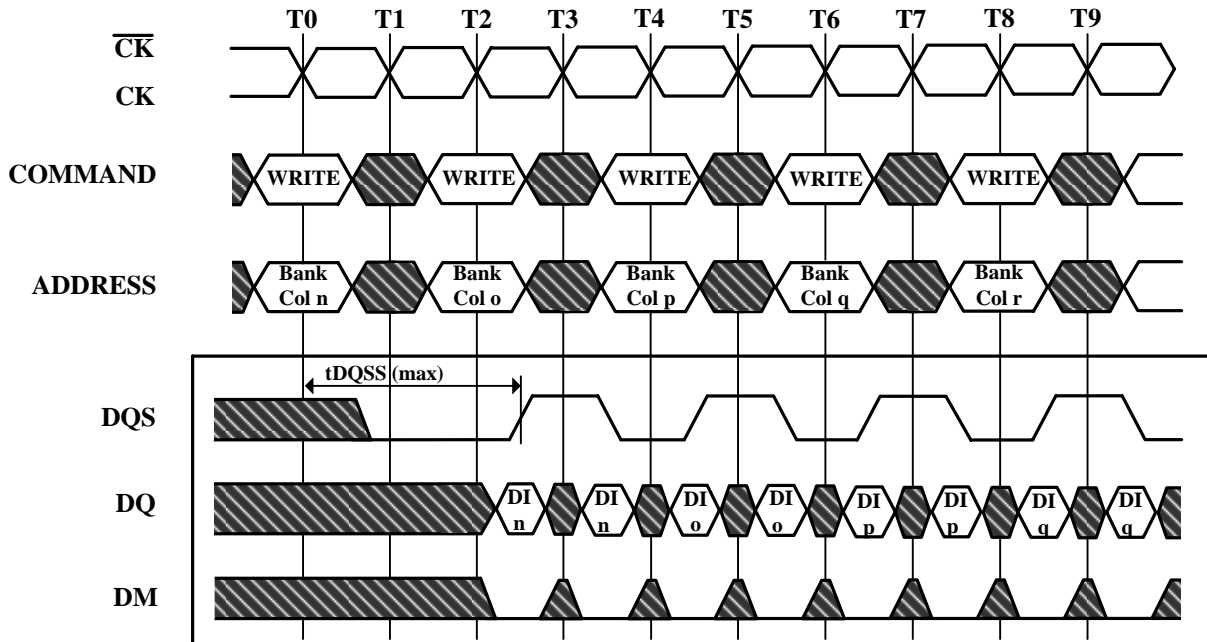 T0 T1 T2 T3 T4 T5 T6 T7 T8 T9
CK
CK
COMMAND WRITE WRITE WRITE WRITE WRITE
ADDRESS Bank Col n Bank Col o Bank Col p Bank Col q Bank Col r
tDQSS (max)
DQS
DQ DI n DI n DI o DI o DI p DI p DI q DI q
DM